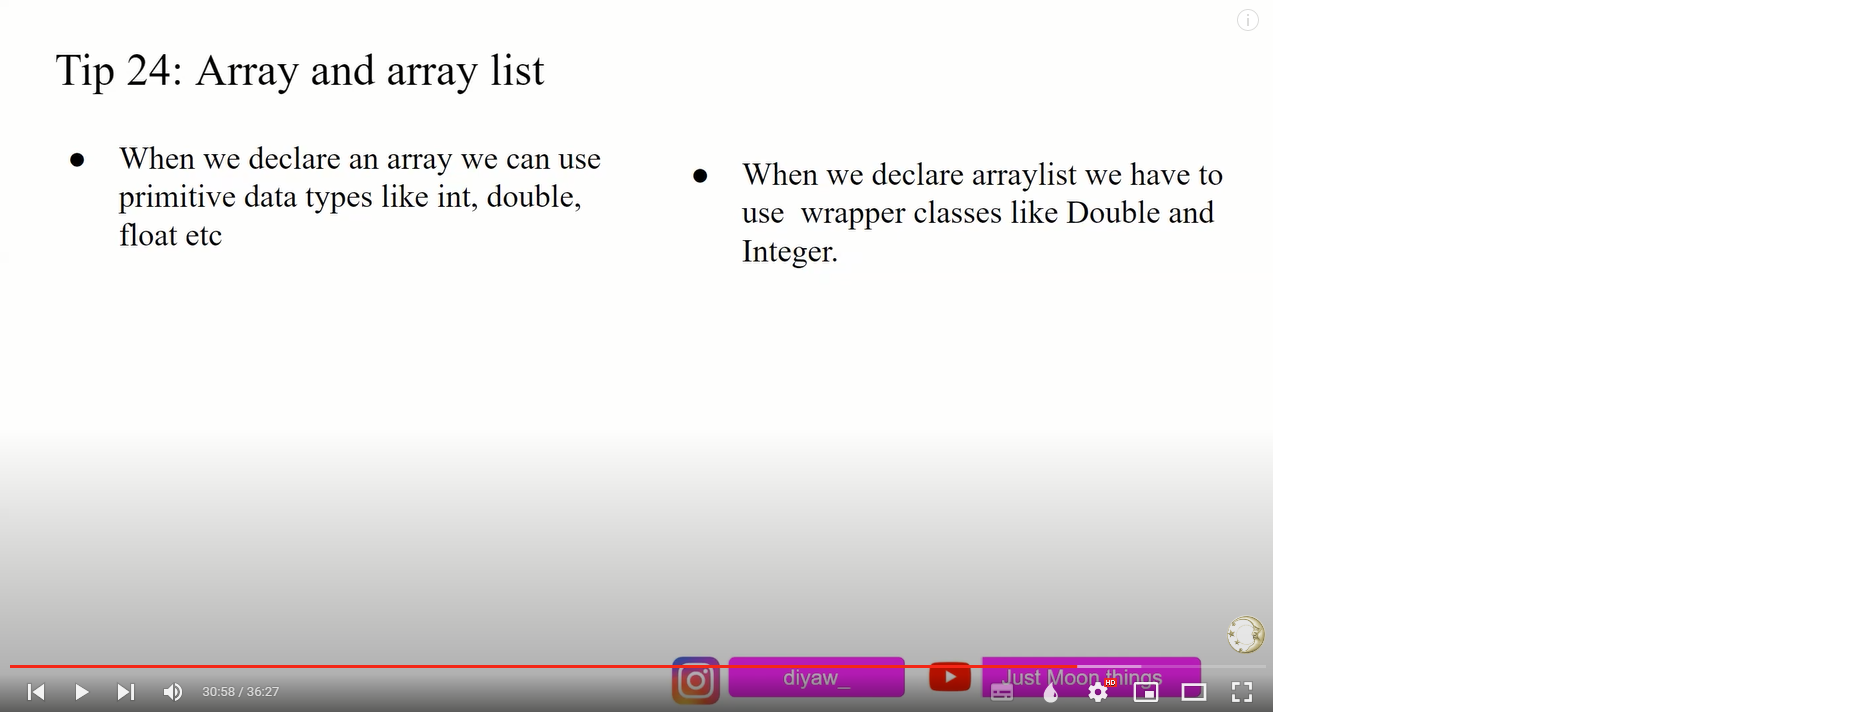 Tip 24: Array and array list
When we declare an array we can use
primitive data types like int, double,
float etc
When we declare arraylist we have to
use wrapper classes like Double and
Integer.
diyaw_
Just Moon things
HD
30:58 / 36:27